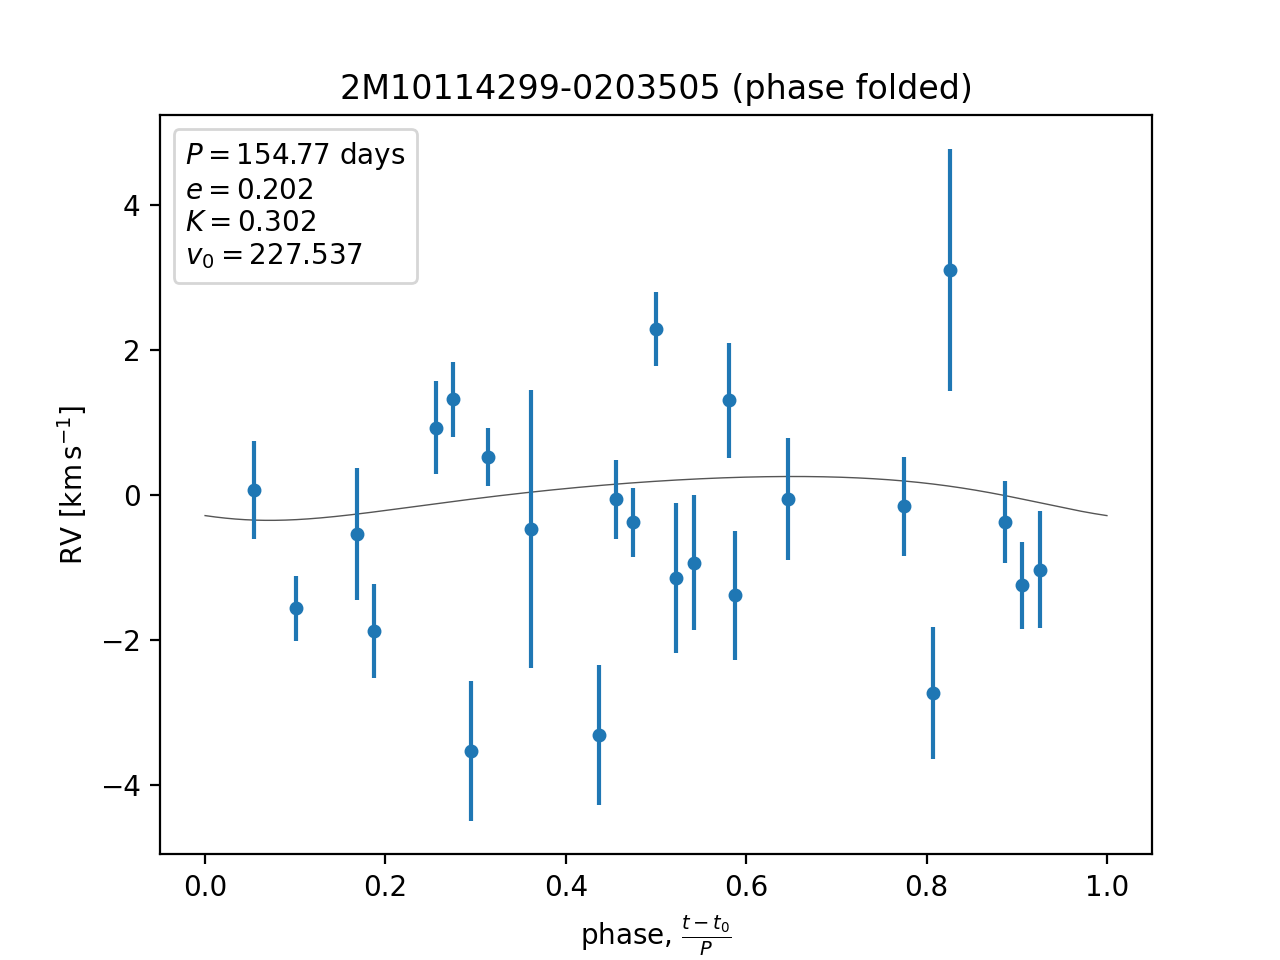 2M10114299-0203505 (phase folded)
P = 154.77 days
e = 0.202
K = 0.302
v₀ = 227.537
4
2
0
−2
−4
RV [km s⁻¹]
0.0 0.2 0.4 0.6 0.8 1.0
phase, (t − t₀)/P